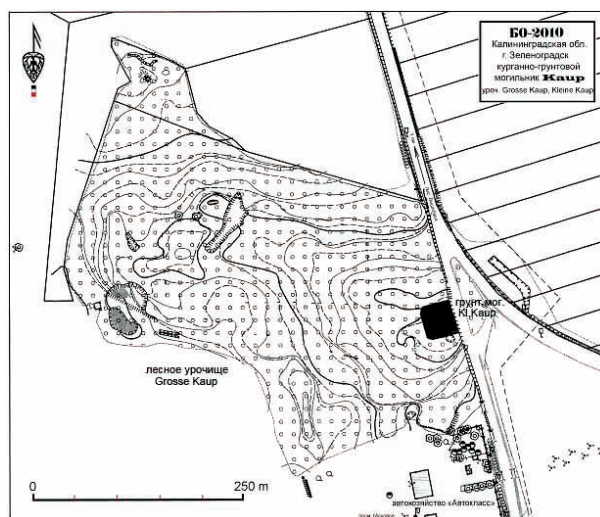 БО-2010
Калининградская обл.
г. Зеленоградск
курганно-грунтовой
могильник Kaup
уроч. Grosse Kaup, Kleine Kaup
грунт.мог.
Kl.Kaup
лесное урочище
Grosse Kaup
0 250 m
автохозяйство «Автокласс»